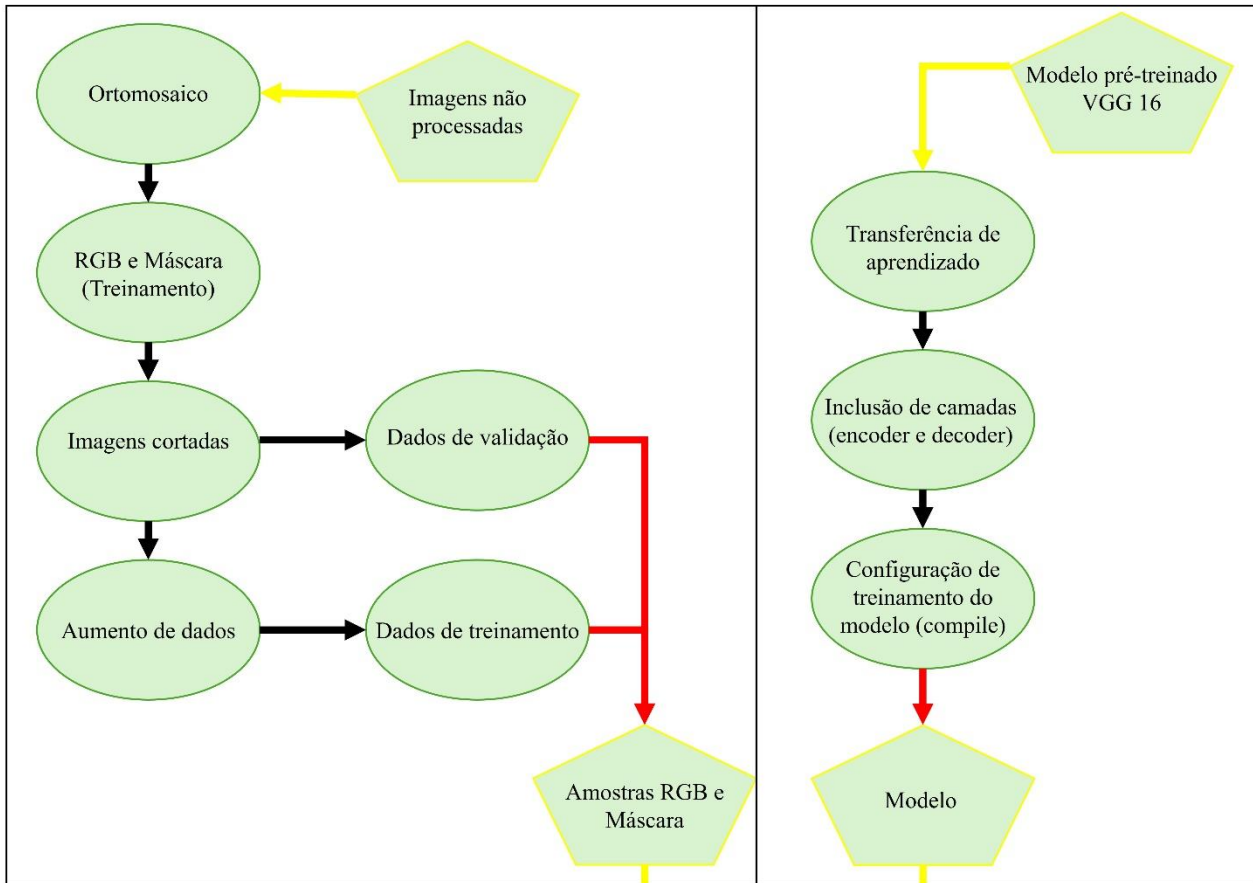 Ortomosaico
Imagens não
processadas
RGB e Máscara
(Treinamento)
Imagens cortadas
Dados de validação
Aumento de dados
Dados de treinamento
Amostras RGB e
Máscara
Modelo pré-treinado
VGG 16
Transferência de
aprendizado
Inclusão de camadas
(encoder e decoder)
Configuração de
treinamento do
modelo (compile)
Modelo